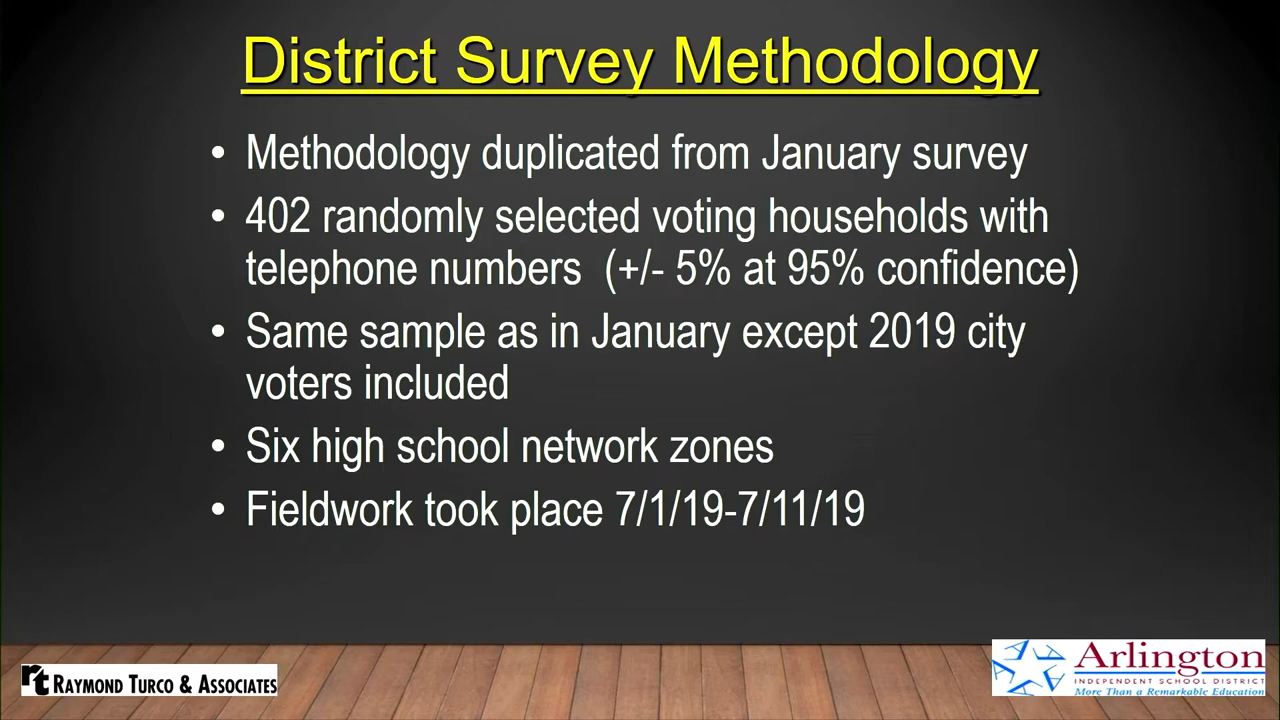 District Survey Methodology
• Methodology duplicated from January survey
• 402 randomly selected voting households with
telephone numbers (+/- 5% at 95% confidence)
• Same sample as in January except 2019 city
voters included
• Six high school network zones
• Fieldwork took place 7/1/19-7/11/19
rt RAYMOND TURCO & ASSOCIATES
Arlington
INDEPENDENT SCHOOL DISTRICT
More Than a Remarkable Education